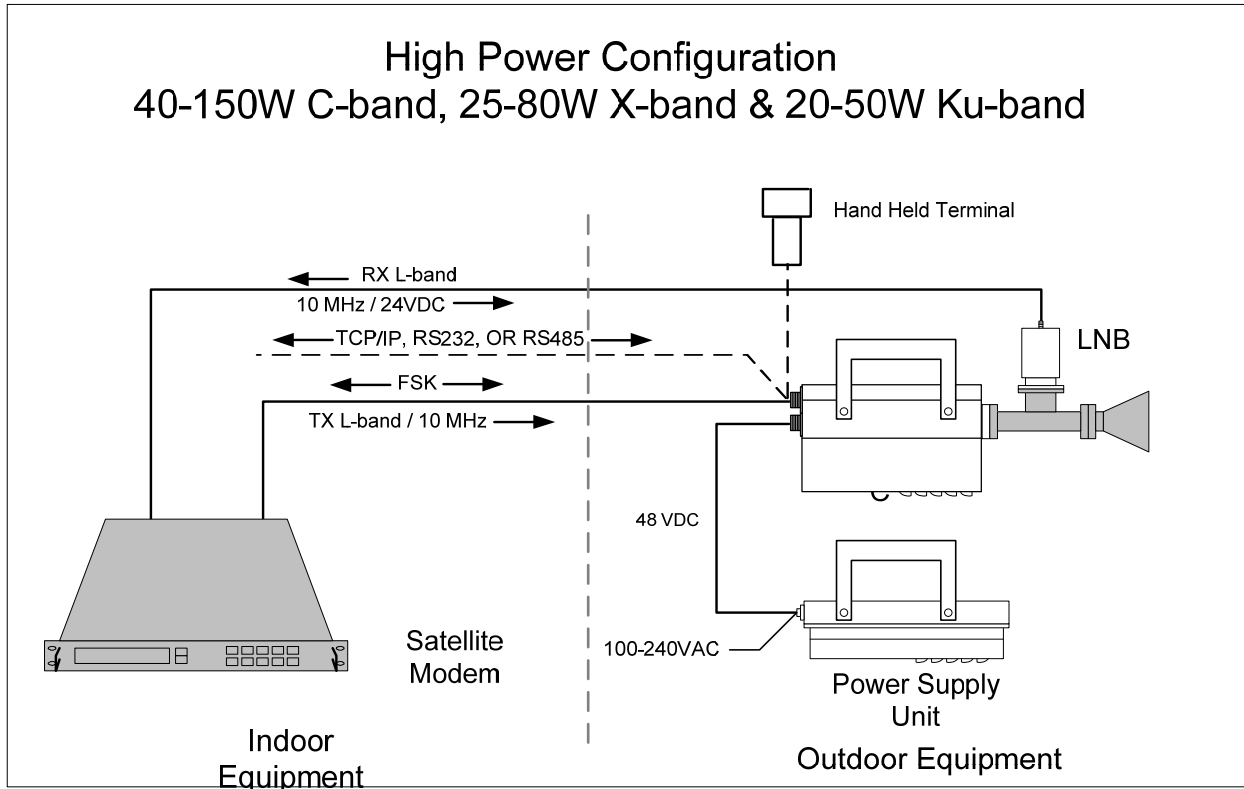 High Power Configuration
40-150W C-band, 25-80W X-band & 20-50W Ku-band
Hand Held Terminal
RX L-band
10 MHz / 24VDC
TCP/IP, RS232, OR RS485
LNB
FSK
TX L-band / 10 MHz
48 VDC
100-240VAC
Satellite
Modem
Power Supply
Unit
Indoor
Equipment
Outdoor Equipment